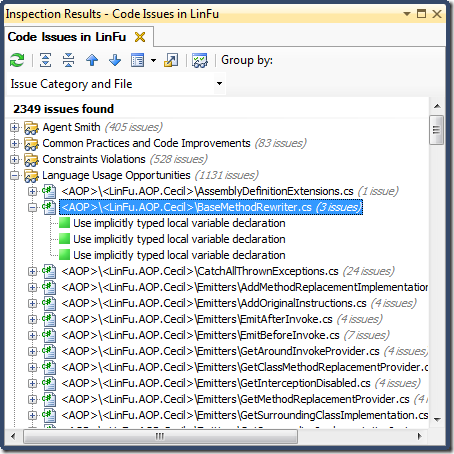 Inspection Results - Code Issues in LinFu
Code Issues in LinFu
Group by:
Issue Category and File
2349 issues found
Agent Smith (405 issues)
Common Practices and Code Improvements (83 issues)
Constraints Violations (528 issues)
Language Usage Opportunities (1131 issues)
<AOP>\<LinFu.AOP.Cecil>\AssemblyDefinitionExtensions.cs (1 issue)
<AOP>\<LinFu.AOP.Cecil>\BaseMethodRewriter.cs (3 issues)
Use implicitly typed local variable declaration
Use implicitly typed local variable declaration
Use implicitly typed local variable declaration
<AOP>\<LinFu.AOP.Cecil>\CatchAllThrownExceptions.cs (24 issues)
<AOP>\<LinFu.AOP.Cecil>\Emitters\AddMethodReplacementImplementation
<AOP>\<LinFu.AOP.Cecil>\Emitters\AddOriginalInstructions.cs (4 issues)
<AOP>\<LinFu.AOP.Cecil>\Emitters\EmitAfterInvoke.cs (4 issues)
<AOP>\<LinFu.AOP.Cecil>\Emitters\EmitBeforeInvoke.cs (7 issues)
<AOP>\<LinFu.AOP.Cecil>\Emitters\GetAroundInvokeProvider.cs (2 issues)
<AOP>\<LinFu.AOP.Cecil>\Emitters\GetClassMethodReplacementProvider.cs
<AOP>\<LinFu.AOP.Cecil>\Emitters\GetInterceptionDisabled.cs (4 issues)
<AOP>\<LinFu.AOP.Cecil>\Emitters\GetMethodReplacementProvider.cs (4 is
<AOP>\<LinFu.AOP.Cecil>\Emitters\GetSurroundingClassImplementation.cs